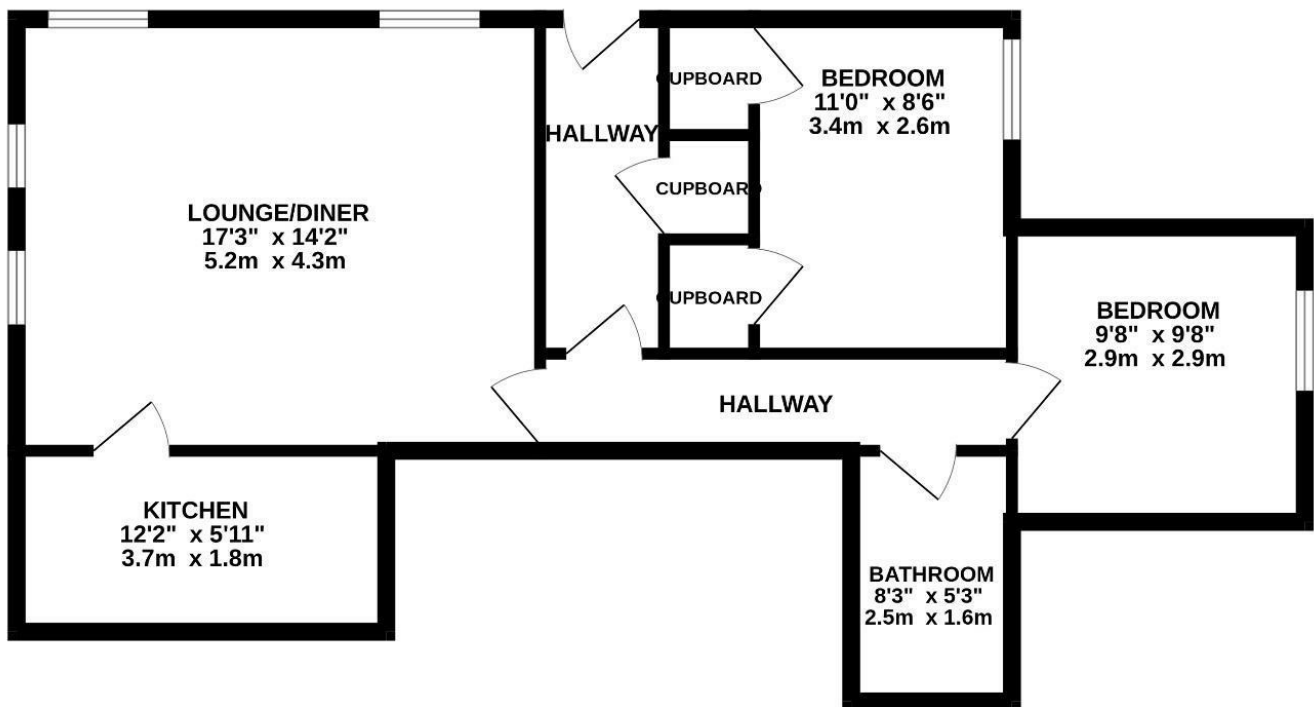 CUPBOARD
BEDROOM
11'0" x 8'6"
3.4m x 2.6m
HALLWAY
CUPBOARD
LOUNGE/DINER
17'3" x 14'2"
5.2m x 4.3m
CUPBOARD
BEDROOM
9'8" x 9'8"
2.9m x 2.9m
HALLWAY
KITCHEN
12'2" x 5'11"
3.7m x 1.8m
BATHROOM
8'3" x 5'3"
2.5m x 1.6m